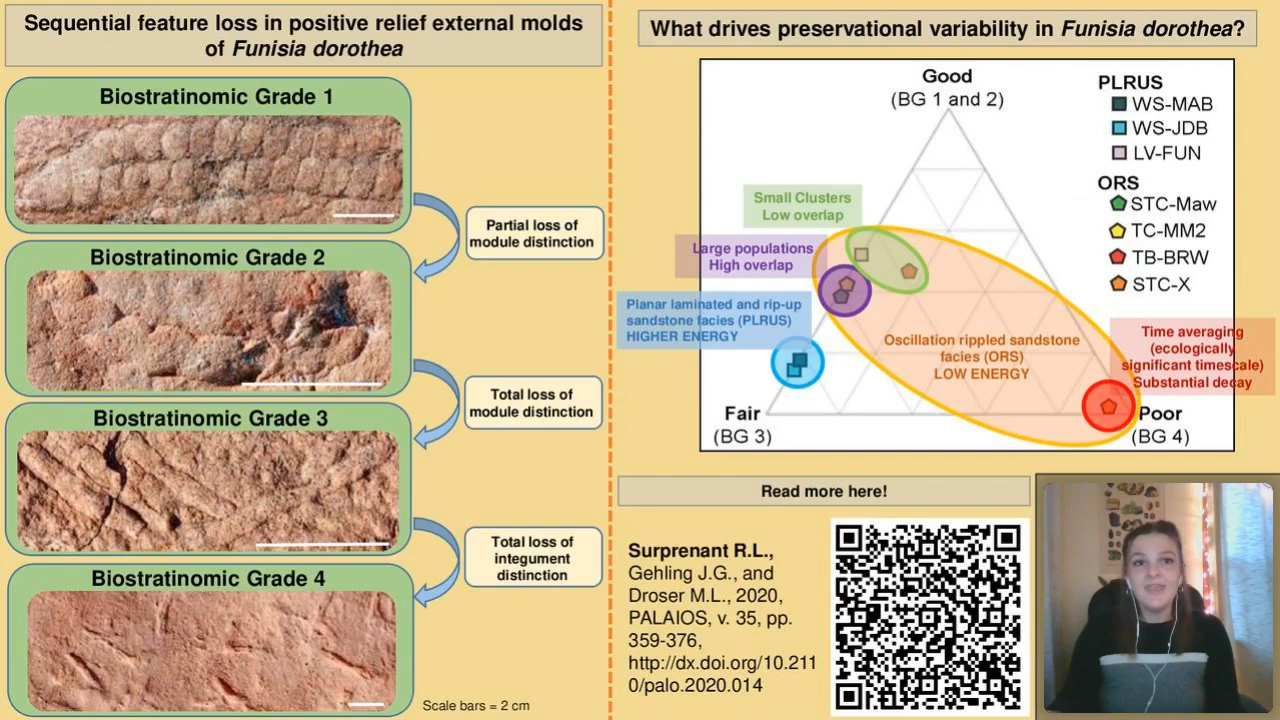 Sequential feature loss in positive relief external molds
of Funisia dorothea
Biostratinomic Grade 1
Partial loss of
module distinction
Biostratinomic Grade 2
Total loss of
module distinction
Biostratinomic Grade 3
Total loss of
integument
distinction
Biostratinomic Grade 4
Scale bars = 2 cm
What drives preservational variability in Funisia dorothea?
Good
(BG 1 and 2)
PLRUS
WS-MAB
WS-JDB
LV-FUN
ORS
STC-Maw
TC-MM2
TB-BRW
STC-X
Small Clusters
Low overlap
Large populations
High overlap
Planar laminated and rip-up
sandstone facies (PLRUS)
HIGHER ENERGY
Oscillation rippled sandstone
facies (ORS)
LOW ENERGY
Time averaging
(ecologically
significant timescale)
Substantial decay
Fair
(BG 3)
Poor
(BG 4)
Read more here!
Surprenant R.L.,
Gehling J.G., and
Droser M.L., 2020,
PALAIOS, v. 35, pp.
359-376,
http://dx.doi.org/10.211
0/palo.2020.014